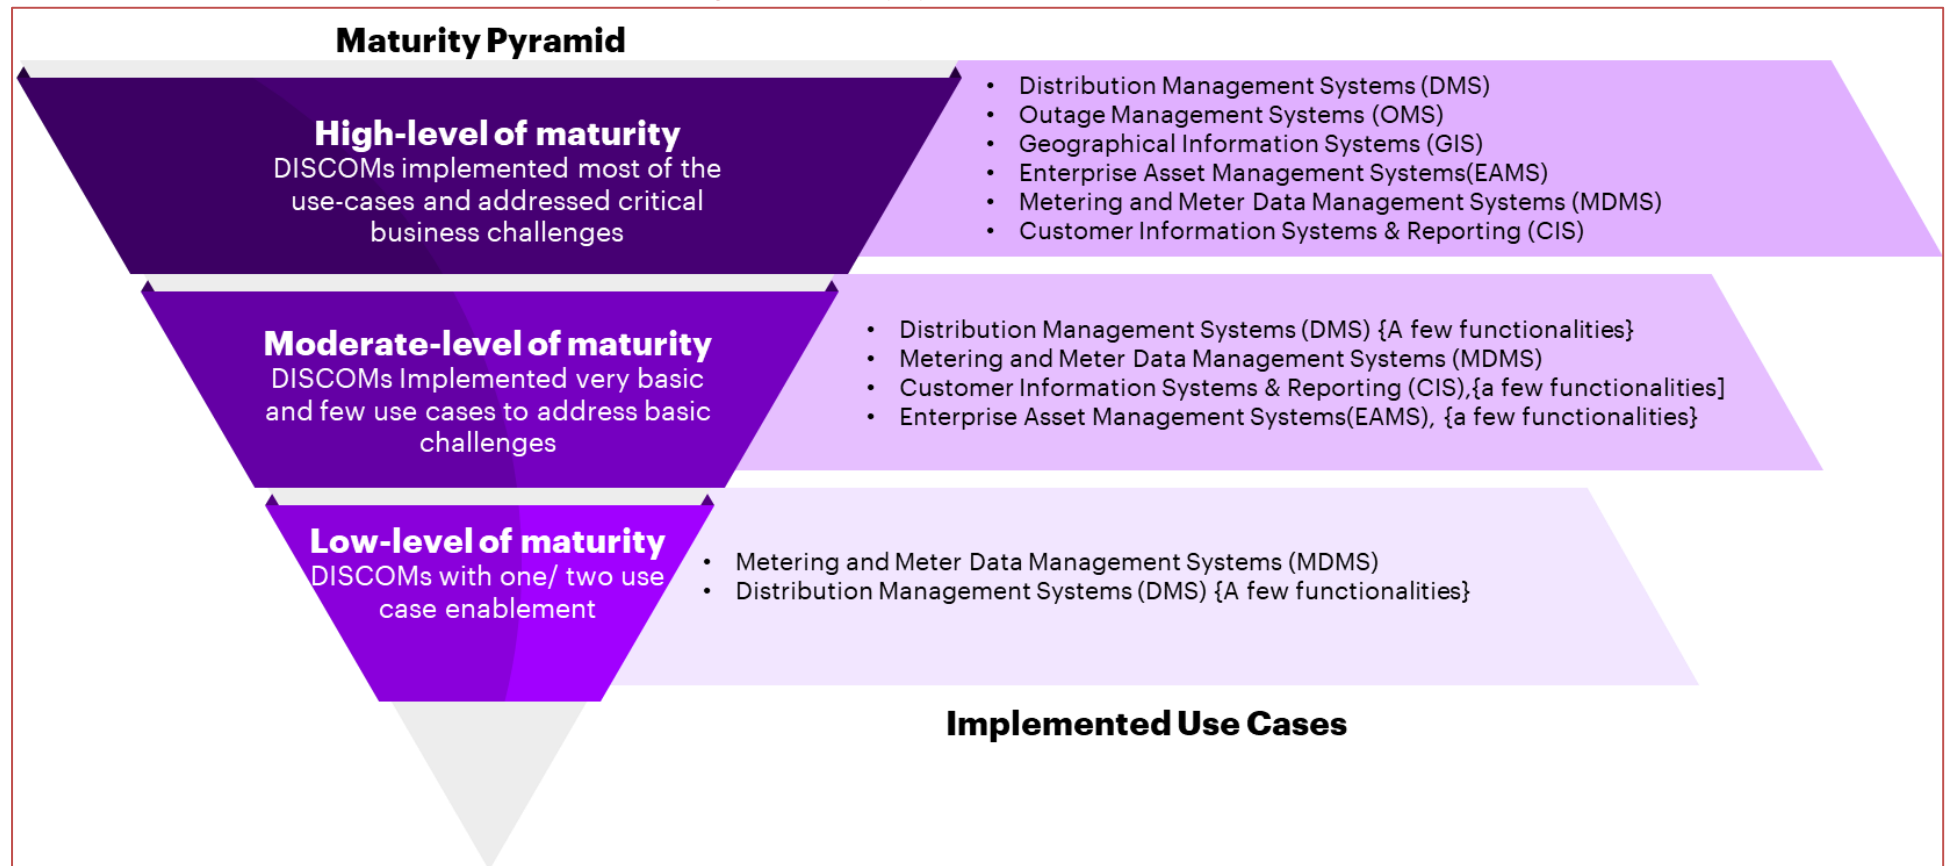 Maturity Pyramid
High-level of maturity
DISCOMs implemented most of the
use-cases and addressed critical
business challenges
• Distribution Management Systems (DMS)
• Outage Management Systems (OMS)
• Geographical Information Systems (GIS)
• Enterprise Asset Management Systems(EAMS)
• Metering and Meter Data Management Systems (MDMS)
• Customer Information Systems & Reporting (CIS)
Moderate-level of maturity
DISCOMs Implemented very basic
and few use cases to address basic
challenges
• Distribution Management Systems (DMS) {A few functionalities}
• Metering and Meter Data Management Systems (MDMS)
• Customer Information Systems & Reporting (CIS),{a few functionalities]
• Enterprise Asset Management Systems(EAMS), {a few functionalities}
Low-level of maturity
DISCOMs with one/ two use
case enablement
• Metering and Meter Data Management Systems (MDMS)
• Distribution Management Systems (DMS) {A few functionalities}
Implemented Use Cases